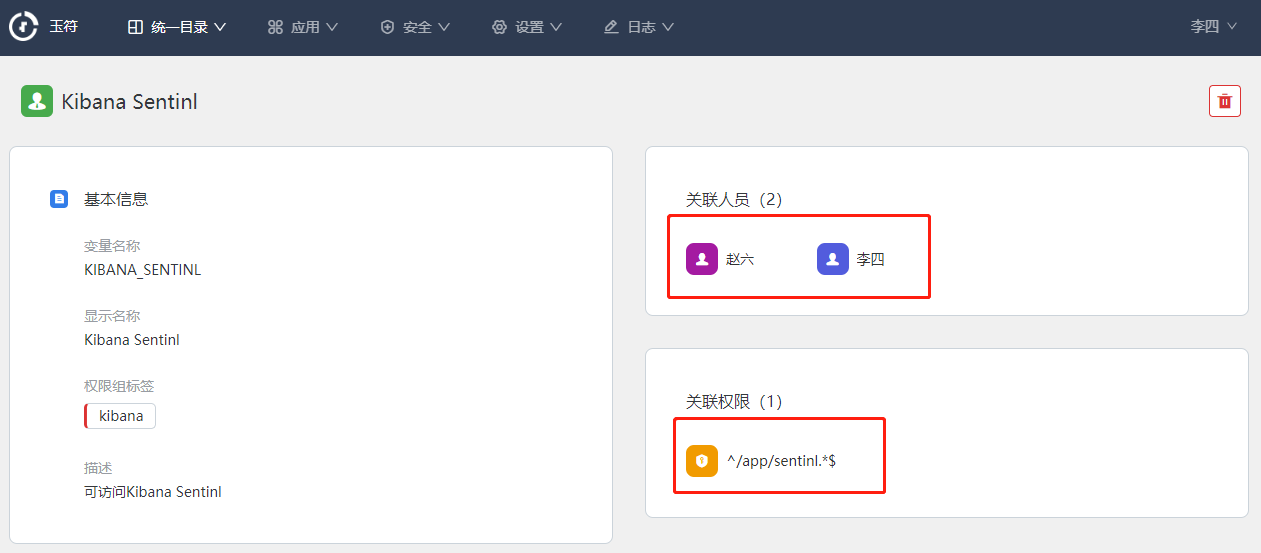 玉符 统一目录 应用 安全 设置 日志 李四
Kibana Sentinl
基本信息
变量名称
KIBANA_SENTINL
显示名称
Kibana Sentinl
权限组标签
kibana
描述
可访问Kibana Sentinl
关联人员（2）
赵六 李四
关联权限（1）
^/app/sentinl.*$